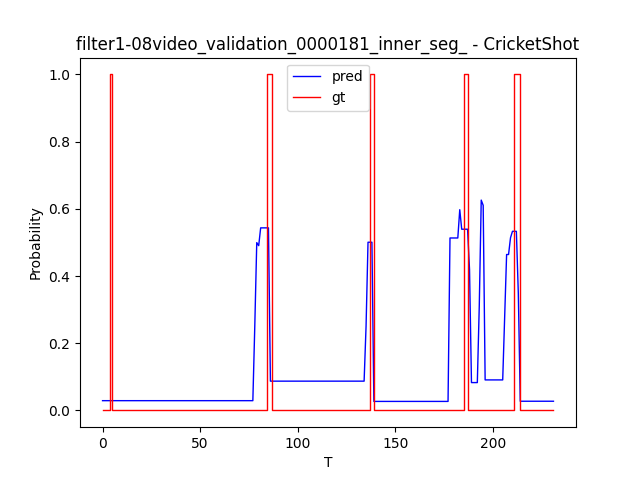 filter1-08video_validation_0000181_inner_seg_ - CricketShot
pred
gt
1.0
0.8
0.6
0.4
0.2
0.0
Probability
0
50
100
150
200
T